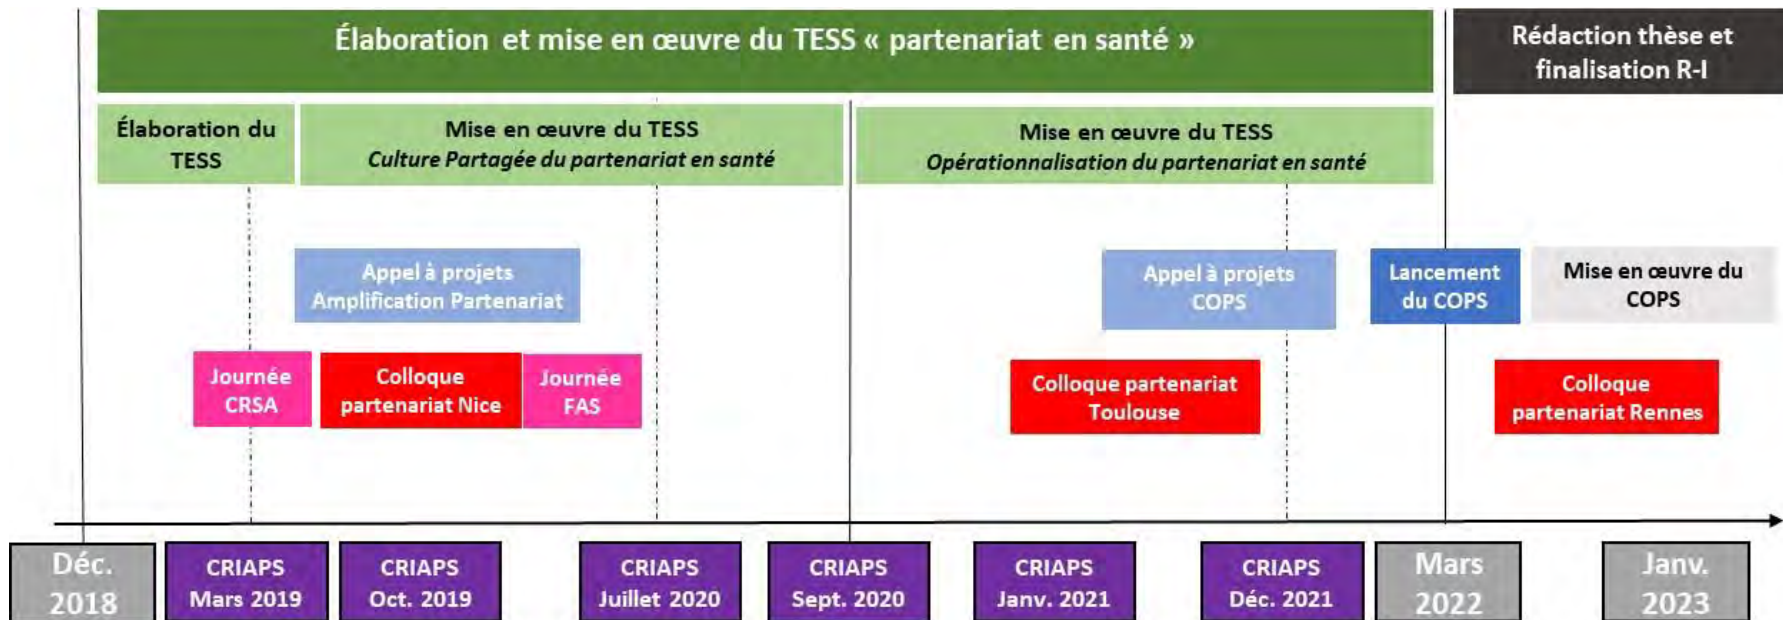 Élaboration et mise en œuvre du TESS « partenariat en santé »
Rédaction thèse et
finalisation R-I
Élaboration du
TESS
Mise en œuvre du TESS
Culture Partagée du partenariat en santé
Mise en œuvre du TESS
Opérationnalisation du partenariat en santé
Appel à projets
Amplification Partenariat
Appel à projets
COPS
Lancement
du COPS
Mise en œuvre du
COPS
Journée
CRSA
Colloque
partenariat Nice
Journée
FAS
Colloque partenariat
Toulouse
Colloque
partenariat Rennes
Déc.
2018
CRIAPS
Mars 2019
CRIAPS
Oct. 2019
CRIAPS
Juillet 2020
CRIAPS
Sept. 2020
CRIAPS
Janv. 2021
CRIAPS
Déc. 2021
Mars
2022
Janv.
2023